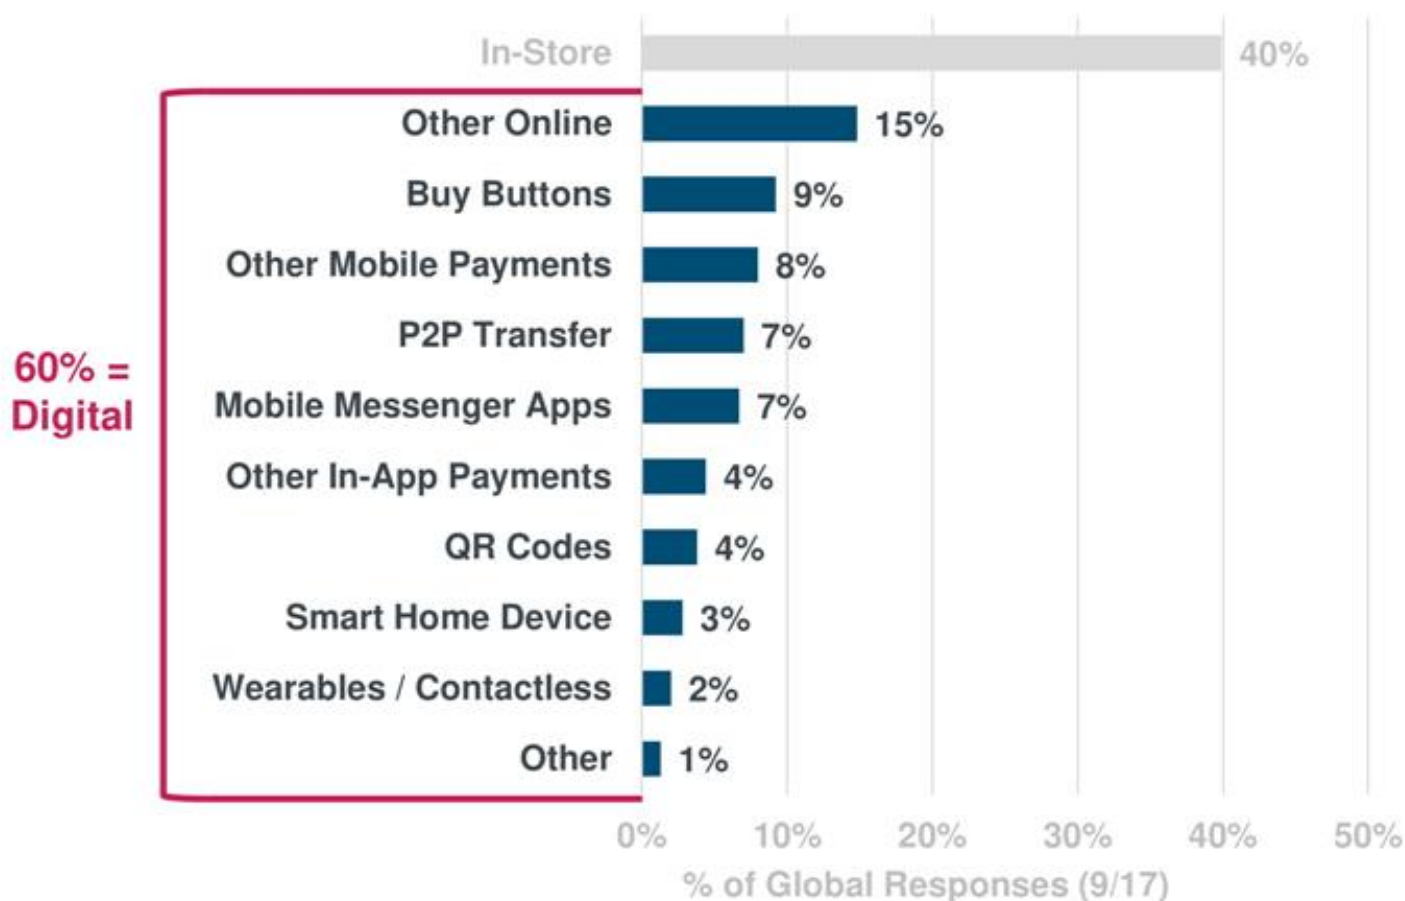 In-Store 40%
Other Online 15%
Buy Buttons 9%
Other Mobile Payments 8%
P2P Transfer 7%
60% =
Digital
Mobile Messenger Apps 7%
Other In-App Payments 4%
QR Codes 4%
Smart Home Device 3%
Wearables / Contactless 2%
Other 1%
0% 10% 20% 30% 40% 50%
% of Global Responses (9/17)